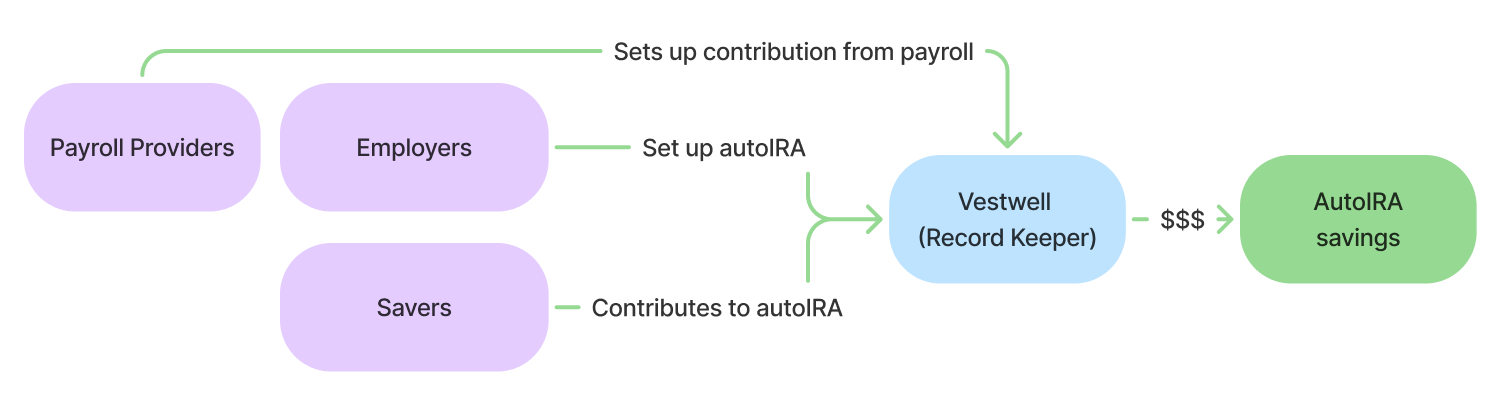 Sets up contribution from payroll
Payroll Providers
Employers
Set up autoIRA
Vestwell
(Record Keeper)
$$$
AutoIRA
savings
Savers
Contributes to autoIRA